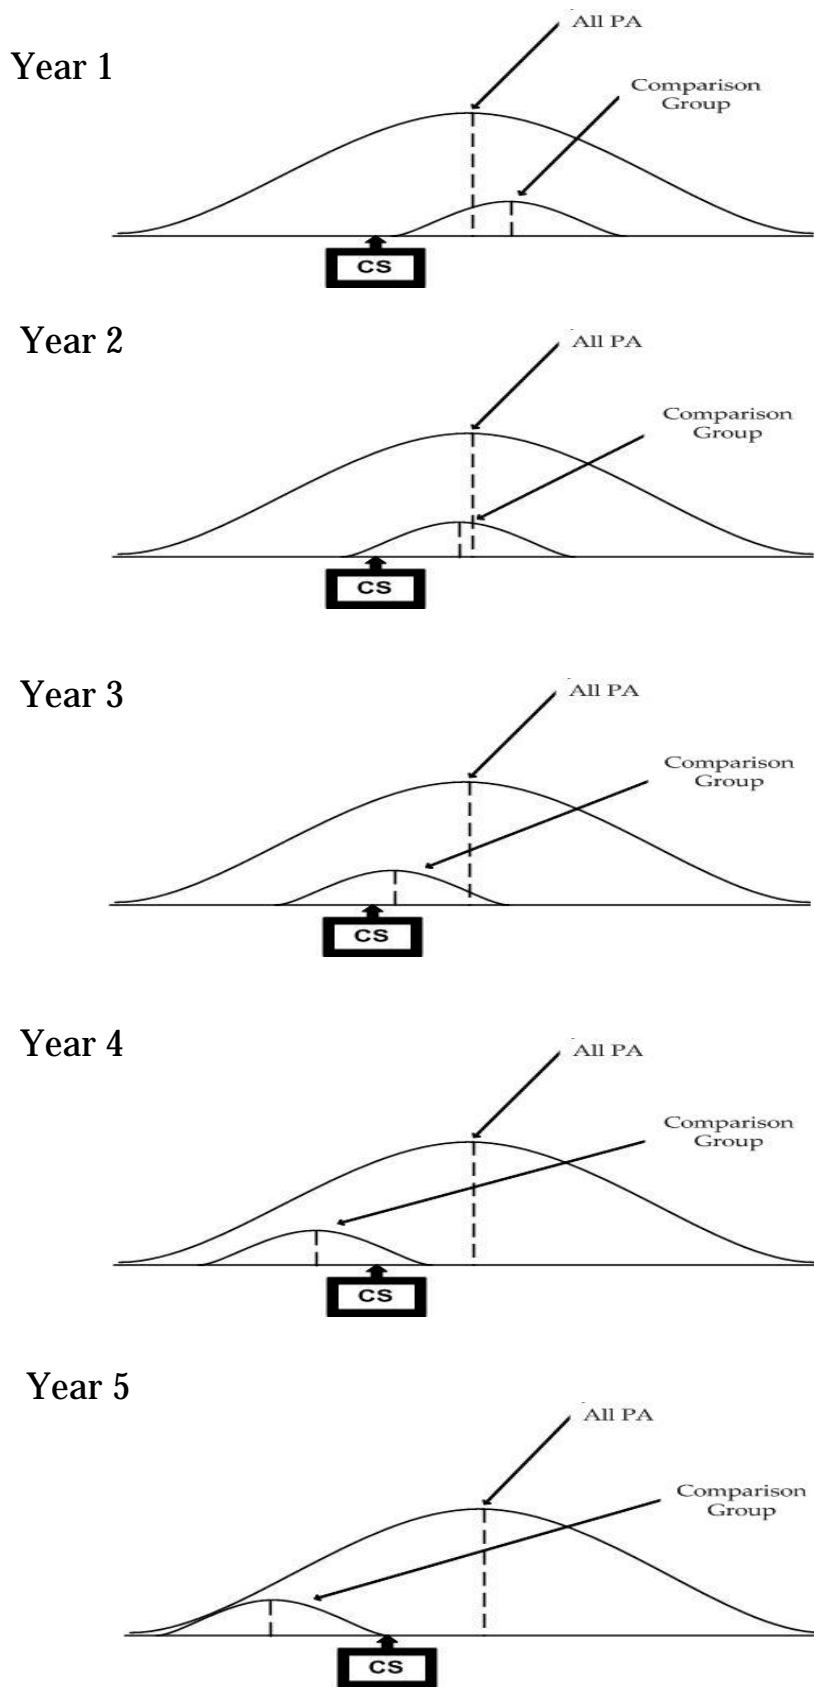 All PA
Year 1
Comparison
Group
CS
Year 2
All PA
Comparison
Group
CS
Year 3
All PA
Comparison
Group
CS
Year 4
All PA
Comparison
Group
CS
Year 5
All PA
Comparison
Group
CS